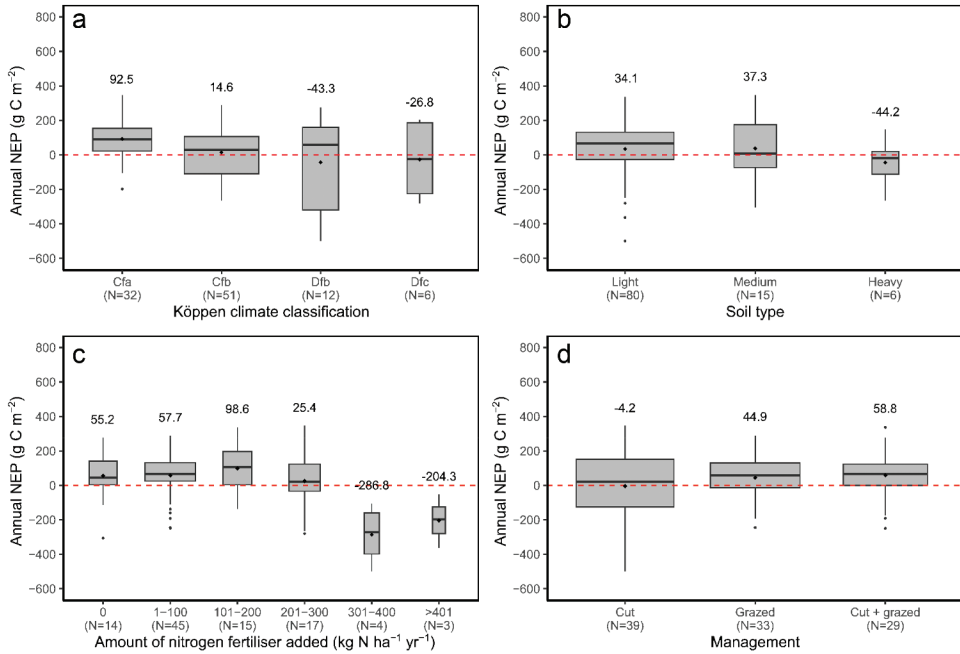 a
Annual NEP (g C m−2)
800
600
400
200
0
−200
−400
−600
92.5
14.6
-43.3
-26.8
Cfa
(N=32)
Cfb
(N=51)
Dfb
(N=12)
Dfc
(N=6)
Köppen climate classification
b
Annual NEP (g C m−2)
800
600
400
200
0
−200
−400
−600
34.1
37.3
-44.2
Light
(N=80)
Medium
(N=15)
Heavy
(N=6)
Soil type
c
Annual NEP (g C m−2)
800
600
400
200
0
−200
−400
−600
55.2
57.7
98.6
25.4
-286.8
-204.3
0
(N=14)
1−100
(N=45)
101−200
(N=15)
201−300
(N=17)
301−400
(N=4)
>401
(N=3)
Amount of nitrogen fertiliser added (kg N ha−1 yr−1)
d
Annual NEP (g C m−2)
800
600
400
200
0
−200
−400
−600
-4.2
44.9
58.8
Cut
(N=39)
Grazed
(N=33)
Cut + grazed
(N=29)
Management